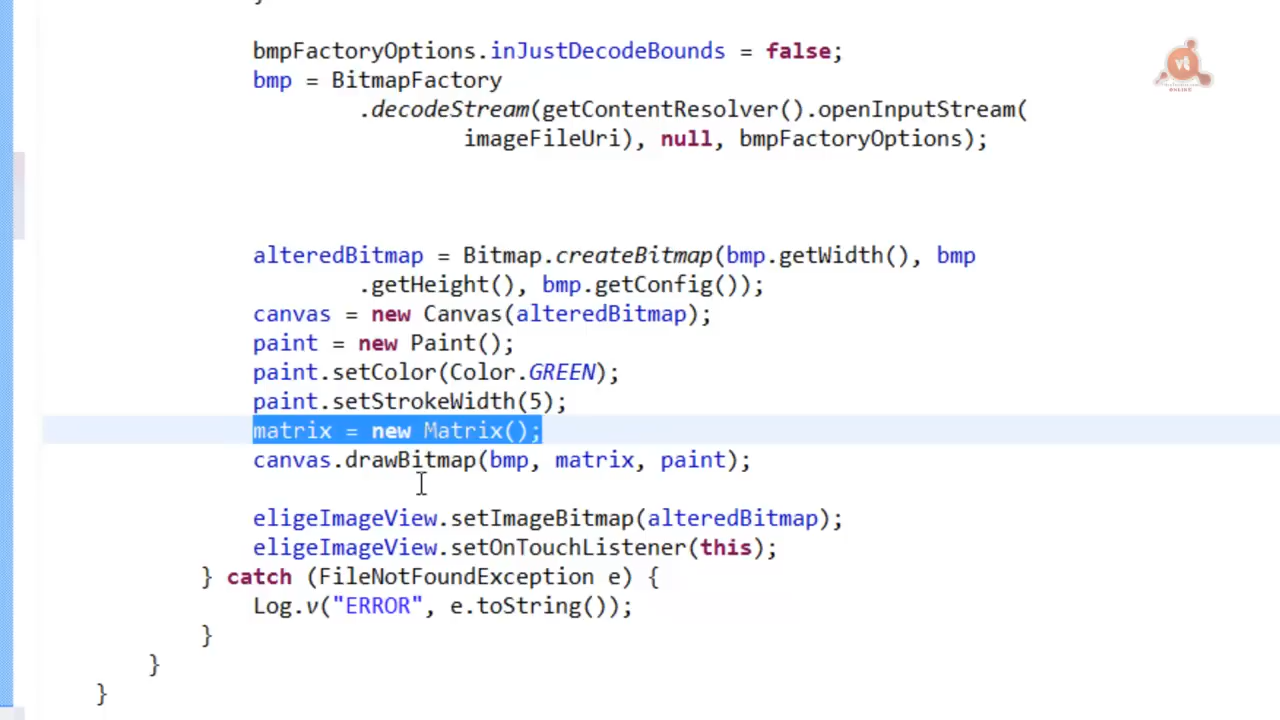 bmpFactoryOptions.inJustDecodeBounds = false;
bmp = BitmapFactory
.decodeStream(getContentResolver().openInputStream(
imageFileUri), null, bmpFactoryOptions);
alteredBitmap = Bitmap.createBitmap(bmp.getWidth(), bmp
.getHeight(), bmp.getConfig());
canvas = new Canvas(alteredBitmap);
paint = new Paint();
paint.setColor(Color.GREEN);
paint.setStrokeWidth(5);
matrix = new Matrix();
canvas.drawBitmap(bmp, matrix, paint);
eligeImageView.setImageBitmap(alteredBitmap);
eligeImageView.setOnTouchListener(this);
} catch (FileNotFoundException e) {
Log.v("ERROR", e.toString());
}
}
}
vt
ONLINE